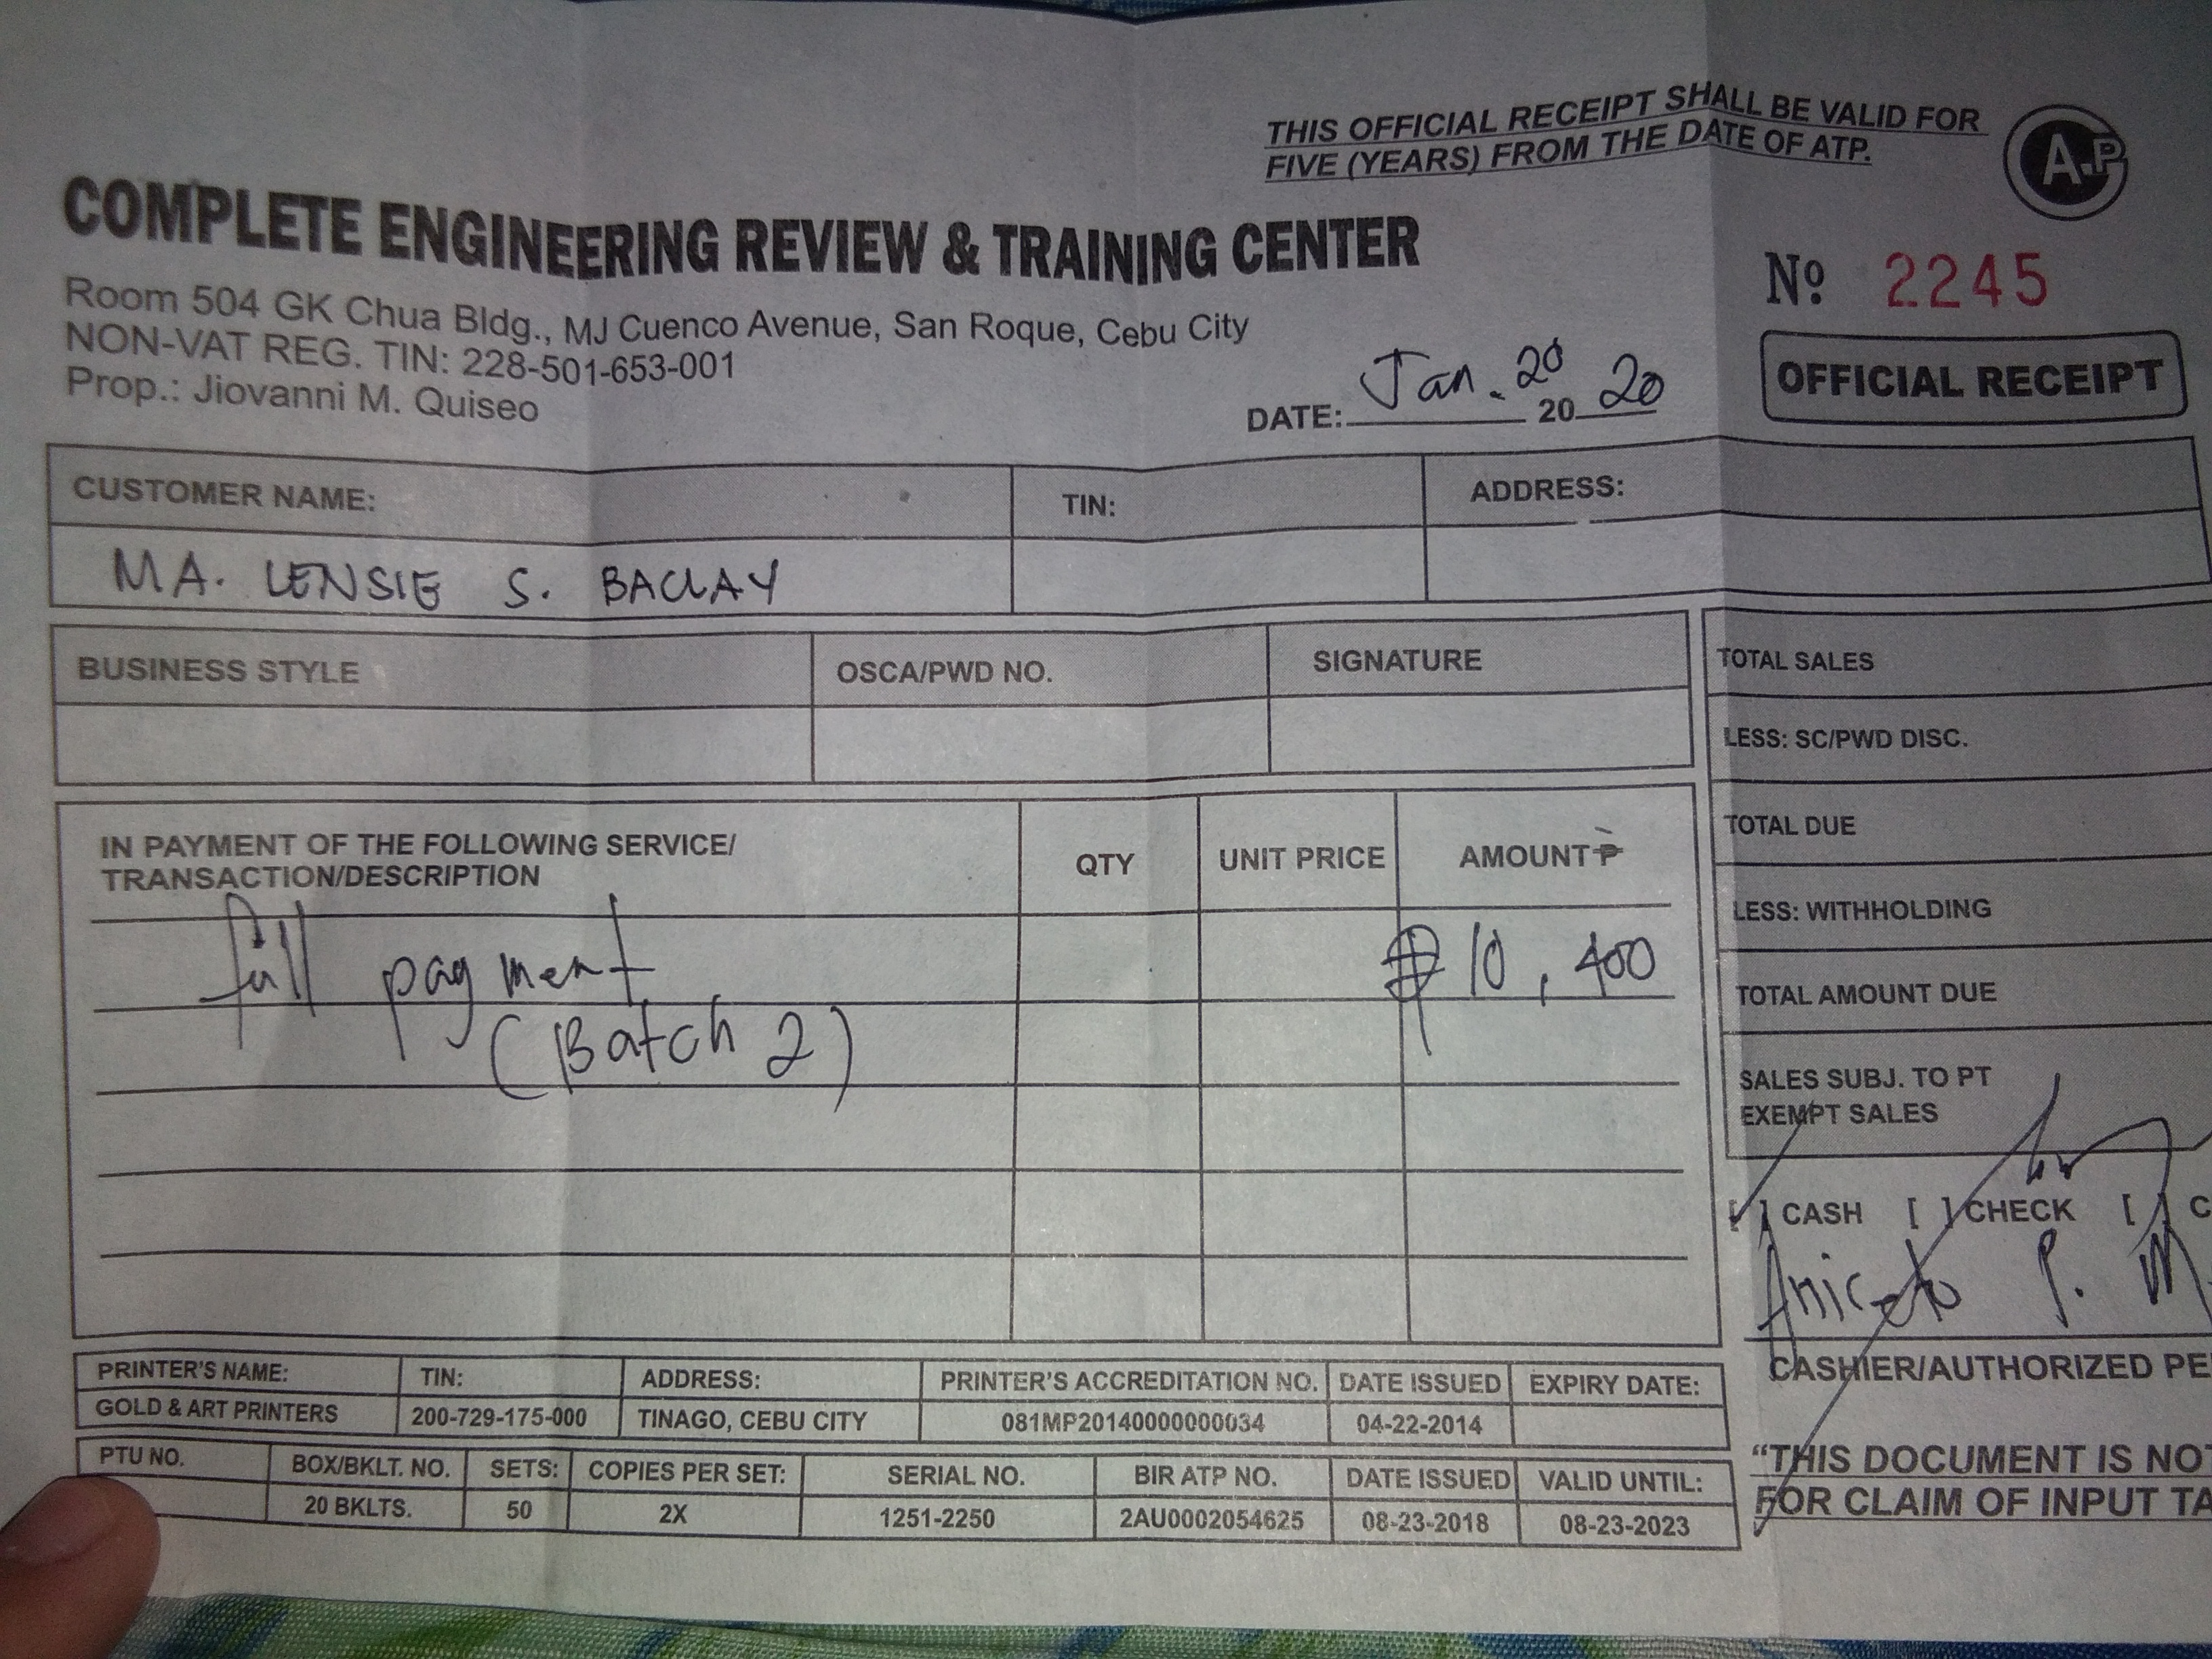 THIS OFFICIAL RECEIPT SHALL BE VALID FOR
FIVE (YEARS) FROM THE DATE OF ATP.
A-P
COMPLETE ENGINEERING REVIEW & TRAINING CENTER
Room 504 GK Chua Bldg., MJ Cuenco Avenue, San Roque, Cebu City
NON-VAT REG. TIN: 228-501-653-001
Prop.: Jiovanni M. Quiseo
Nº 2245
OFFICIAL RECEIPT
DATE: Jan. 20 20 20
CUSTOMER NAME: TIN: ADDRESS:
MA. LENSIE S. BACLAY
BUSINESS STYLE OSCA/PWD NO. SIGNATURE
IN PAYMENT OF THE FOLLOWING SERVICE/
TRANSACTION/DESCRIPTION QTY UNIT PRICE AMOUNT ₱
full payment ₱ 10,400
(Batch 2)
TOTAL SALES
LESS: SC/PWD DISC.
TOTAL DUE
LESS: WITHHOLDING
TOTAL AMOUNT DUE
SALES SUBJ. TO PT
EXEMPT SALES
[ ] CASH [ ] CHECK [ ] C
Aniceto P. M
CASHIER/AUTHORIZED PE
"THIS DOCUMENT IS NOT
FOR CLAIM OF INPUT TA
PRINTER'S NAME: TIN: ADDRESS: PRINTER'S ACCREDITATION NO. DATE ISSUED EXPIRY DATE:
GOLD & ART PRINTERS 200-729-175-000 TINAGO, CEBU CITY 081MP20140000000034 04-22-2014
PTU NO. BOX/BKLT. NO. SETS: COPIES PER SET: SERIAL NO. BIR ATP NO. DATE ISSUED VALID UNTIL:
20 BKLTS. 50 2X 1251-2250 2AU0002054625 08-23-2018 08-23-2023